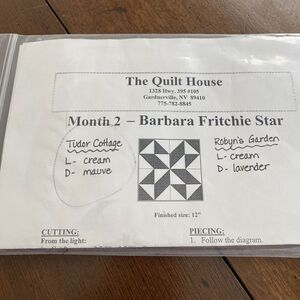 The Quilt House
1328 Hwy. 395 #105
Gardnerville, NV 89410
775-782-8845
Month 2 – Barbara Fritchie Star
Tudor Cottage
L- cream
D- mauve
Robyn's Garden
L- cream
D- lavender
Finished size: 12"
CUTTING:
From the light:
PIECING:
1. Follow the diagram.